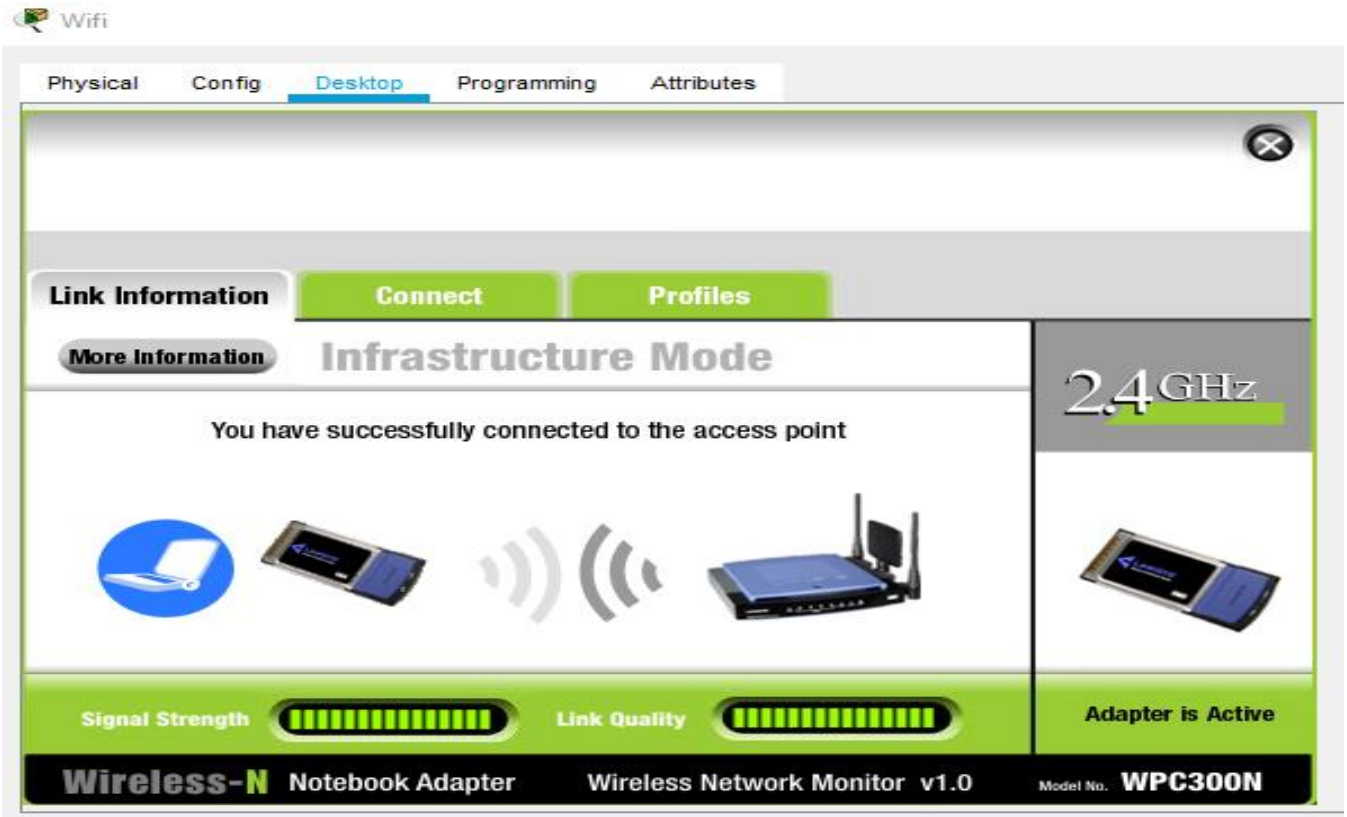 Wifi
Physical Config Desktop Programming Attributes
Link Information Connect Profiles
More Information Infrastructure Mode
2.4GHz
You have successfully connected to the access point
Signal Strength Link Quality Adapter is Active
Wireless-N Notebook Adapter Wireless Network Monitor v1.0 Model No. WPC300N